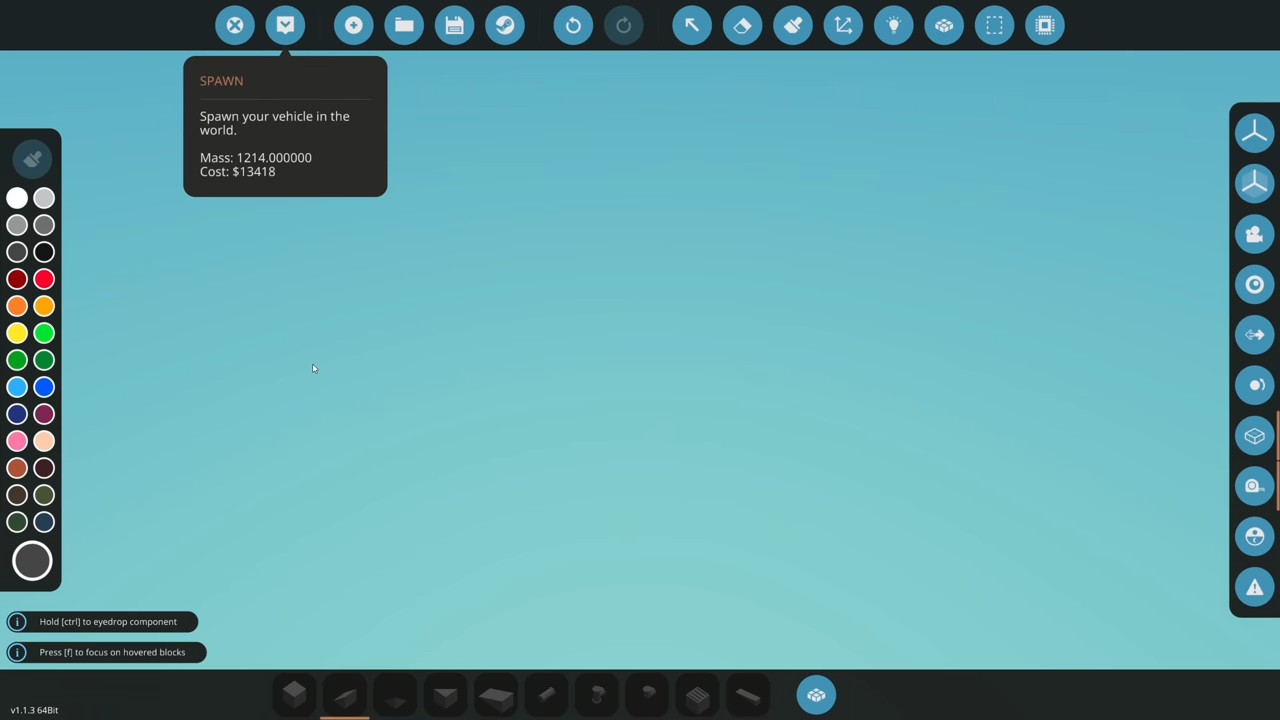 SPAWN
Spawn your vehicle in the
world.
Mass: 1214.000000
Cost: $13418
Hold [ctrl] to eyedrop component
Press [f] to focus on hovered blocks
v1.1.3 64Bit